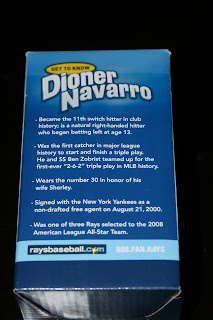 GET TO KNOW
Dioner
Navarro
- Became the 11th switch hitter in club
history; is a natural right-handed hitter
who began batting left at age 13.
- Was the first catcher in major league
history to start and finish a triple play.
He and SS Ben Zobrist teamed up for the
first-ever "2-6-2" triple play in MLB history.
- Wears the number 30 in honor of his
wife Sherley.
- Signed with the New York Yankees as a
non-drafted free agent on August 21, 2000.
- Was one of three Rays selected to the 2008
American League All-Star Team.
raysbaseball.com 888.FAN.RAYS